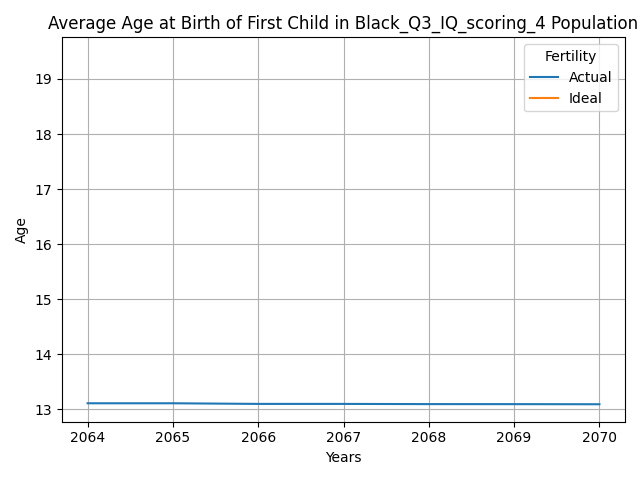 Average Age at Birth of First Child in Black_Q3_IQ_scoring_4 Population
Fertility
Actual
Ideal
19
18
17
16
15
14
13
Age
2064 2065 2066 2067 2068 2069 2070
Years